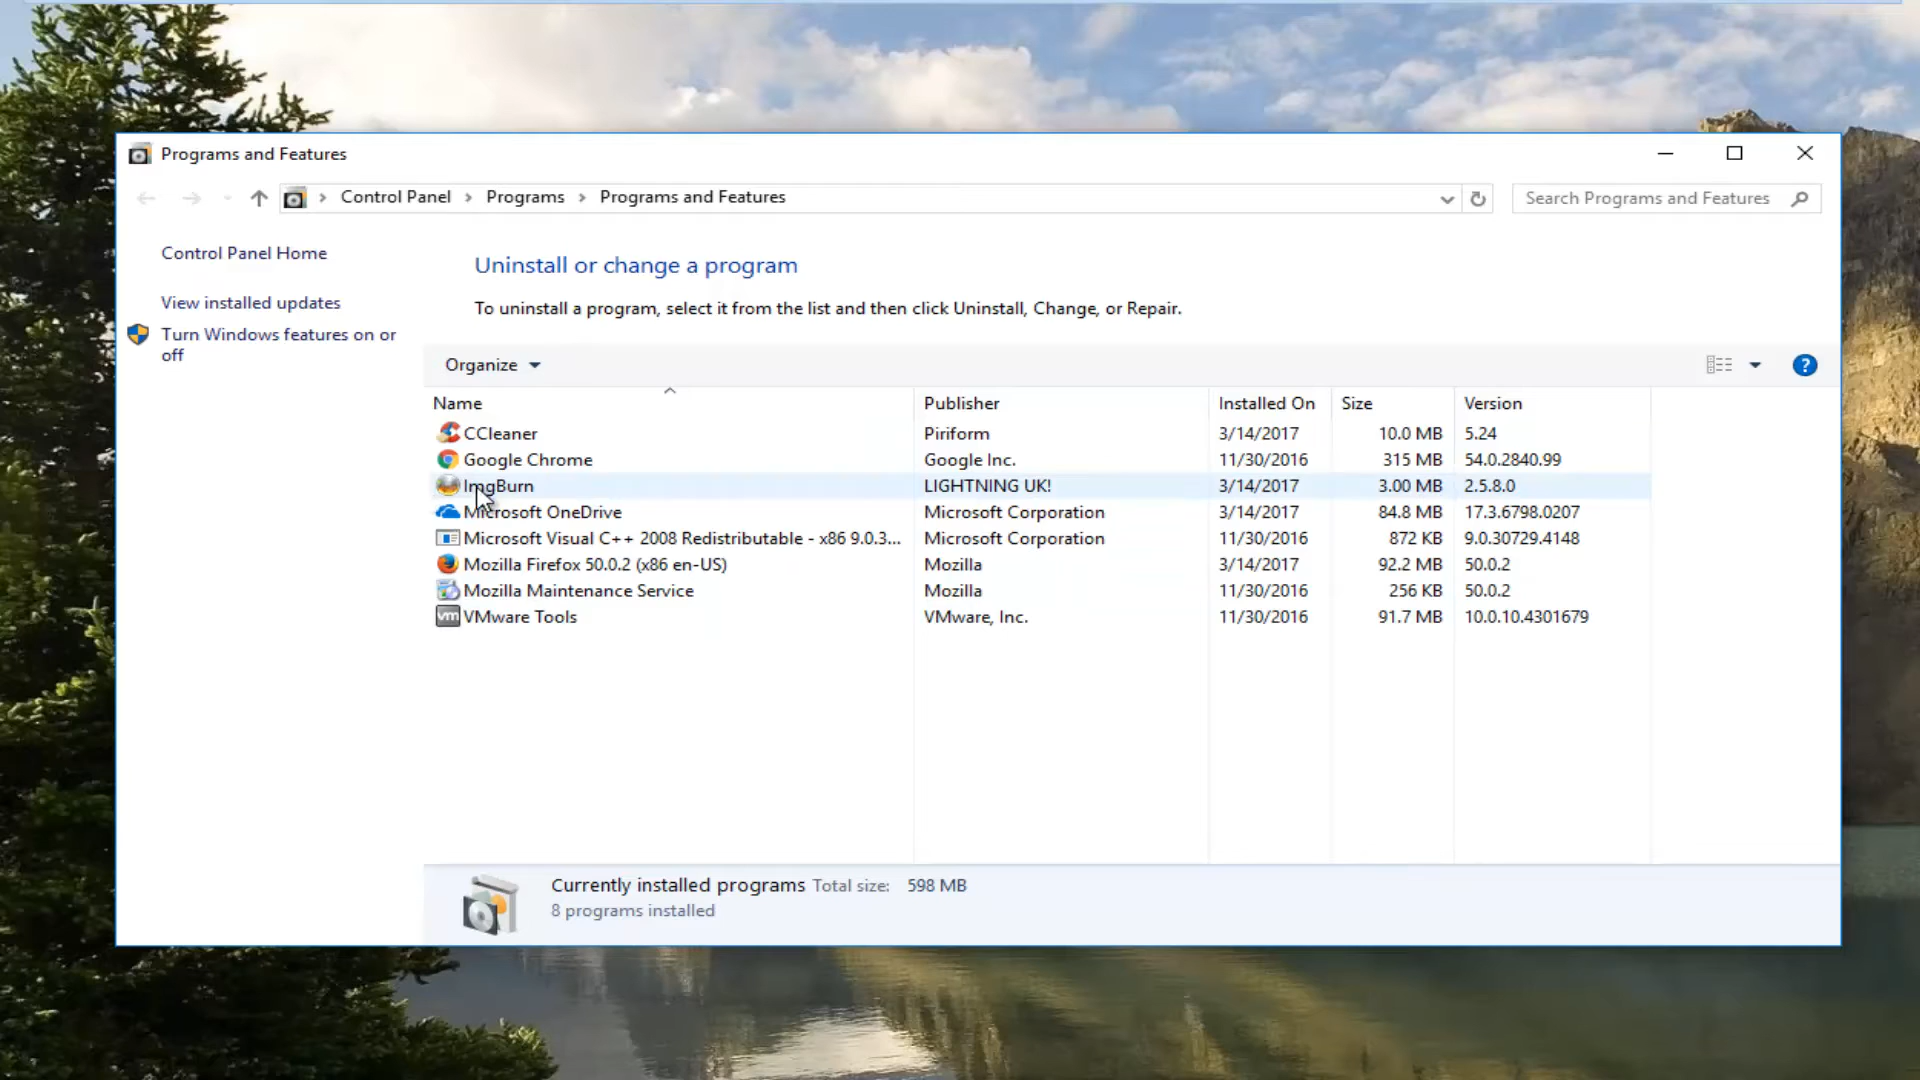 Programs and Features
Control Panel > Programs > Programs and Features
Search Programs and Features
Control Panel Home
View installed updates
Turn Windows features on or
off
Uninstall or change a program
To uninstall a program, select it from the list and then click Uninstall, Change, or Repair.
Organize
?
Name Publisher Installed On Size Version
CCleaner Piriform 3/14/2017 10.0 MB 5.24
Google Chrome Google Inc. 11/30/2016 315 MB 54.0.2840.99
ImgBurn LIGHTNING UK! 3/14/2017 3.00 MB 2.5.8.0
Microsoft OneDrive Microsoft Corporation 3/14/2017 84.8 MB 17.3.6798.0207
Microsoft Visual C++ 2008 Redistributable - x86 9.0.3... Microsoft Corporation 11/30/2016 872 KB 9.0.30729.4148
Mozilla Firefox 50.0.2 (x86 en-US) Mozilla 3/14/2017 92.2 MB 50.0.2
Mozilla Maintenance Service Mozilla 11/30/2016 256 KB 50.0.2
vm VMware Tools VMware, Inc. 11/30/2016 91.7 MB 10.0.10.4301679
Currently installed programs Total size: 598 MB
8 programs installed